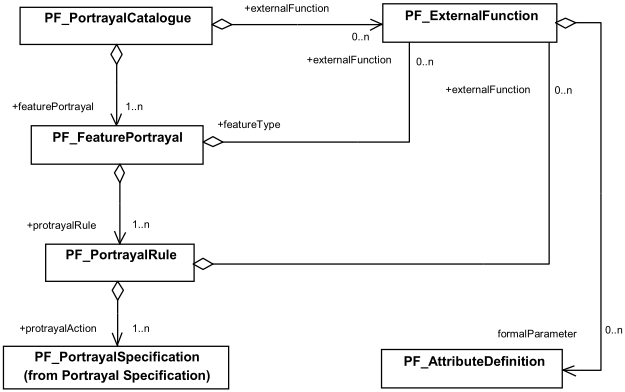 PF_PortrayalCatalogue
+externalFunction
0..n
PF_ExternalFunction
+externalFunction
0..n
+externalFunction
0..n
+featurePortrayal
1..n
+featureType
PF_FeaturePortrayal
+protrayalRule
1..n
PF_PortrayalRule
+protrayalAction
1..n
formalParameter
0..n
PF_PortrayalSpecification
(from Portrayal Specification)
PF_AttributeDefinition